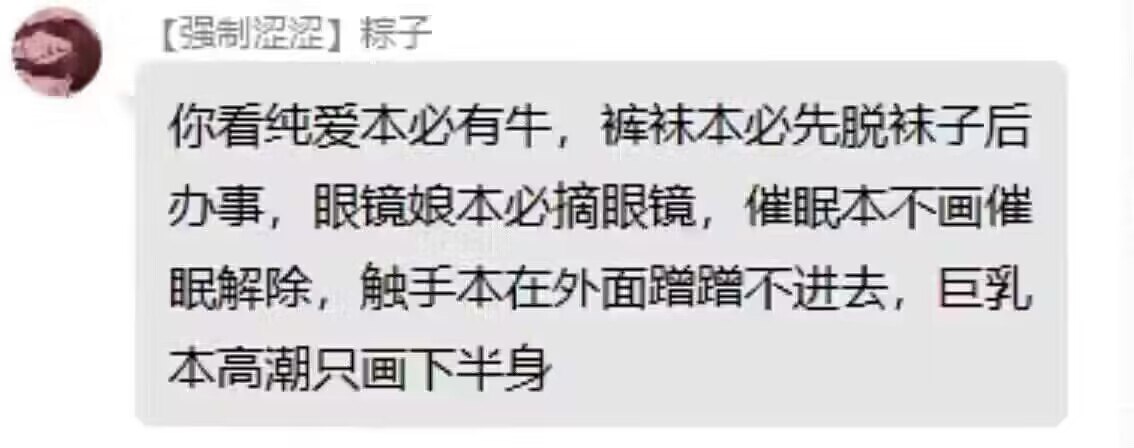 【强制涩涩】粽子
你看纯爱本必有牛，裤袜本必先脱袜子后
办事，眼镜娘本必摘眼镜，催眠本不画催
眠解除，触手本在外面蹭蹭不进去，巨乳
本高潮只画下半身